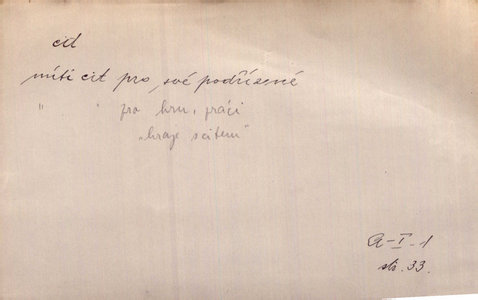 cit
míti cit pro své podřízené
" " pro hru, práci
„hraje s citem"
A-I-1
str. 33.